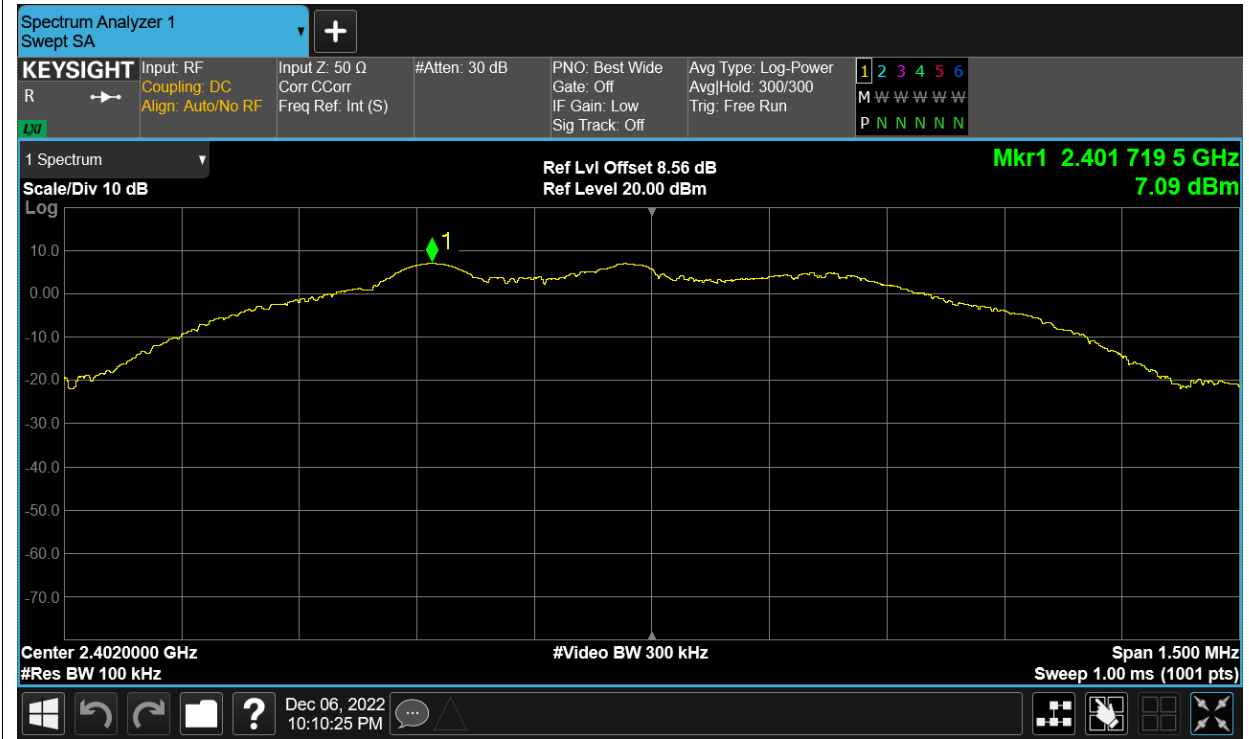 Spectrum Analyzer 1
Swept SA
KEYSIGHT
R
LXI
Input: RF
Coupling: DC
Align: Auto/No RF
Input Z: 50 Ω
Corr CCorr
Freq Ref: Int (S)
#Atten: 30 dB
PNO: Best Wide
Gate: Off
IF Gain: Low
Sig Track: Off
Avg Type: Log-Power
Avg|Hold: 300/300
Trig: Free Run
1 2 3 4 5 6
M W W W W W
P N N N N N
1 Spectrum
Scale/Div 10 dB
Log
Ref Lvl Offset 8.56 dB
Ref Level 20.00 dBm
Mkr1 2.401 719 5 GHz
7.09 dBm
1
10.0
0.00
-10.0
-20.0
-30.0
-40.0
-50.0
-60.0
-70.0
Center 2.4020000 GHz
#Res BW 100 kHz
#Video BW 300 kHz
Span 1.500 MHz
Sweep 1.00 ms (1001 pts)
?
Dec 06, 2022
10:10:25 PM